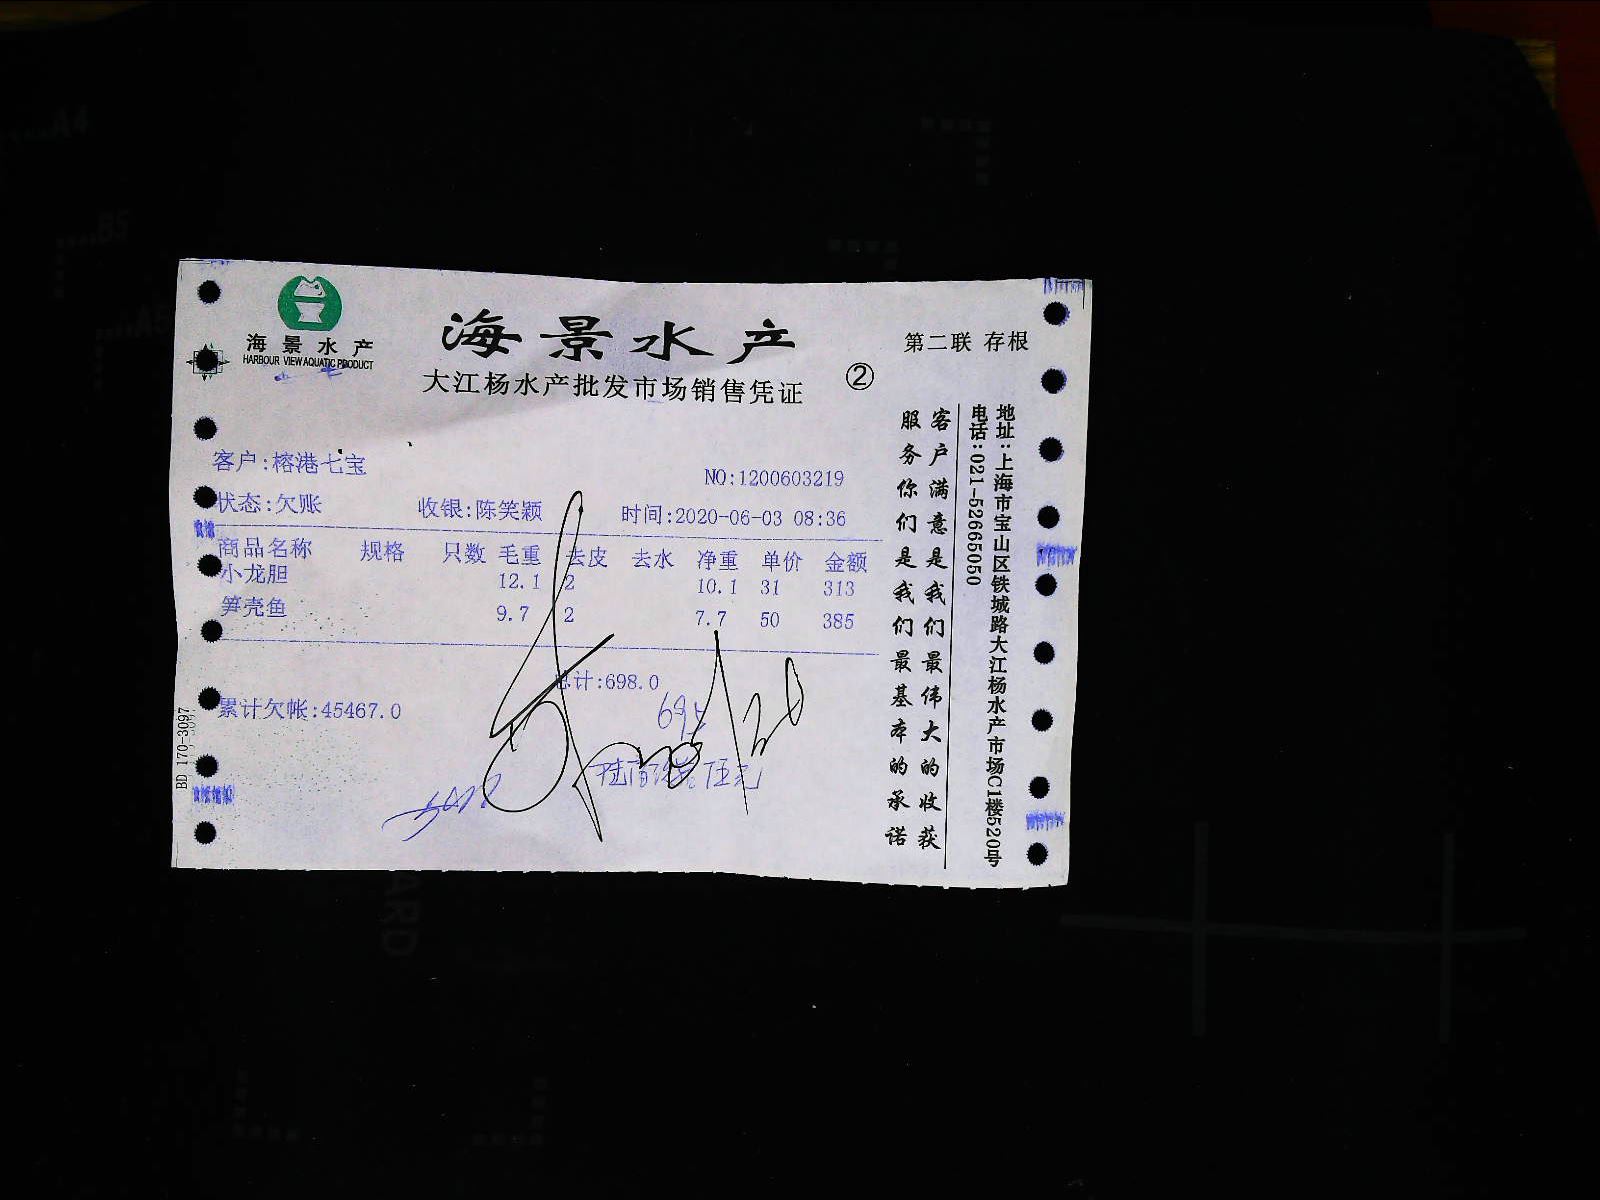 海景水产
HARBOUR VIEW AQUATIC PRODUCT
海景水产
大江杨水产批发市场销售凭证
②
第二联 存根
客户:榕港七宝
NO:1200603219
状态:欠账 收银:陈笑颖 时间:2020-06-03 08:36
商品名称 规格 只数 毛重 去皮 去水 净重 单价 金额
小龙胆 12.1 2 10.1 31 313
笋壳鱼 9.7 2 7.7 50 385
总计:698.0
累计欠帐:45467.0
695
BD 170-3097
客户满意是我们最伟大的收获
服务你们是我们最基本的承诺
地址:上海市宝山区铁城路大江杨水产市场C1楼520号
电话:021-52665050
A4
B5